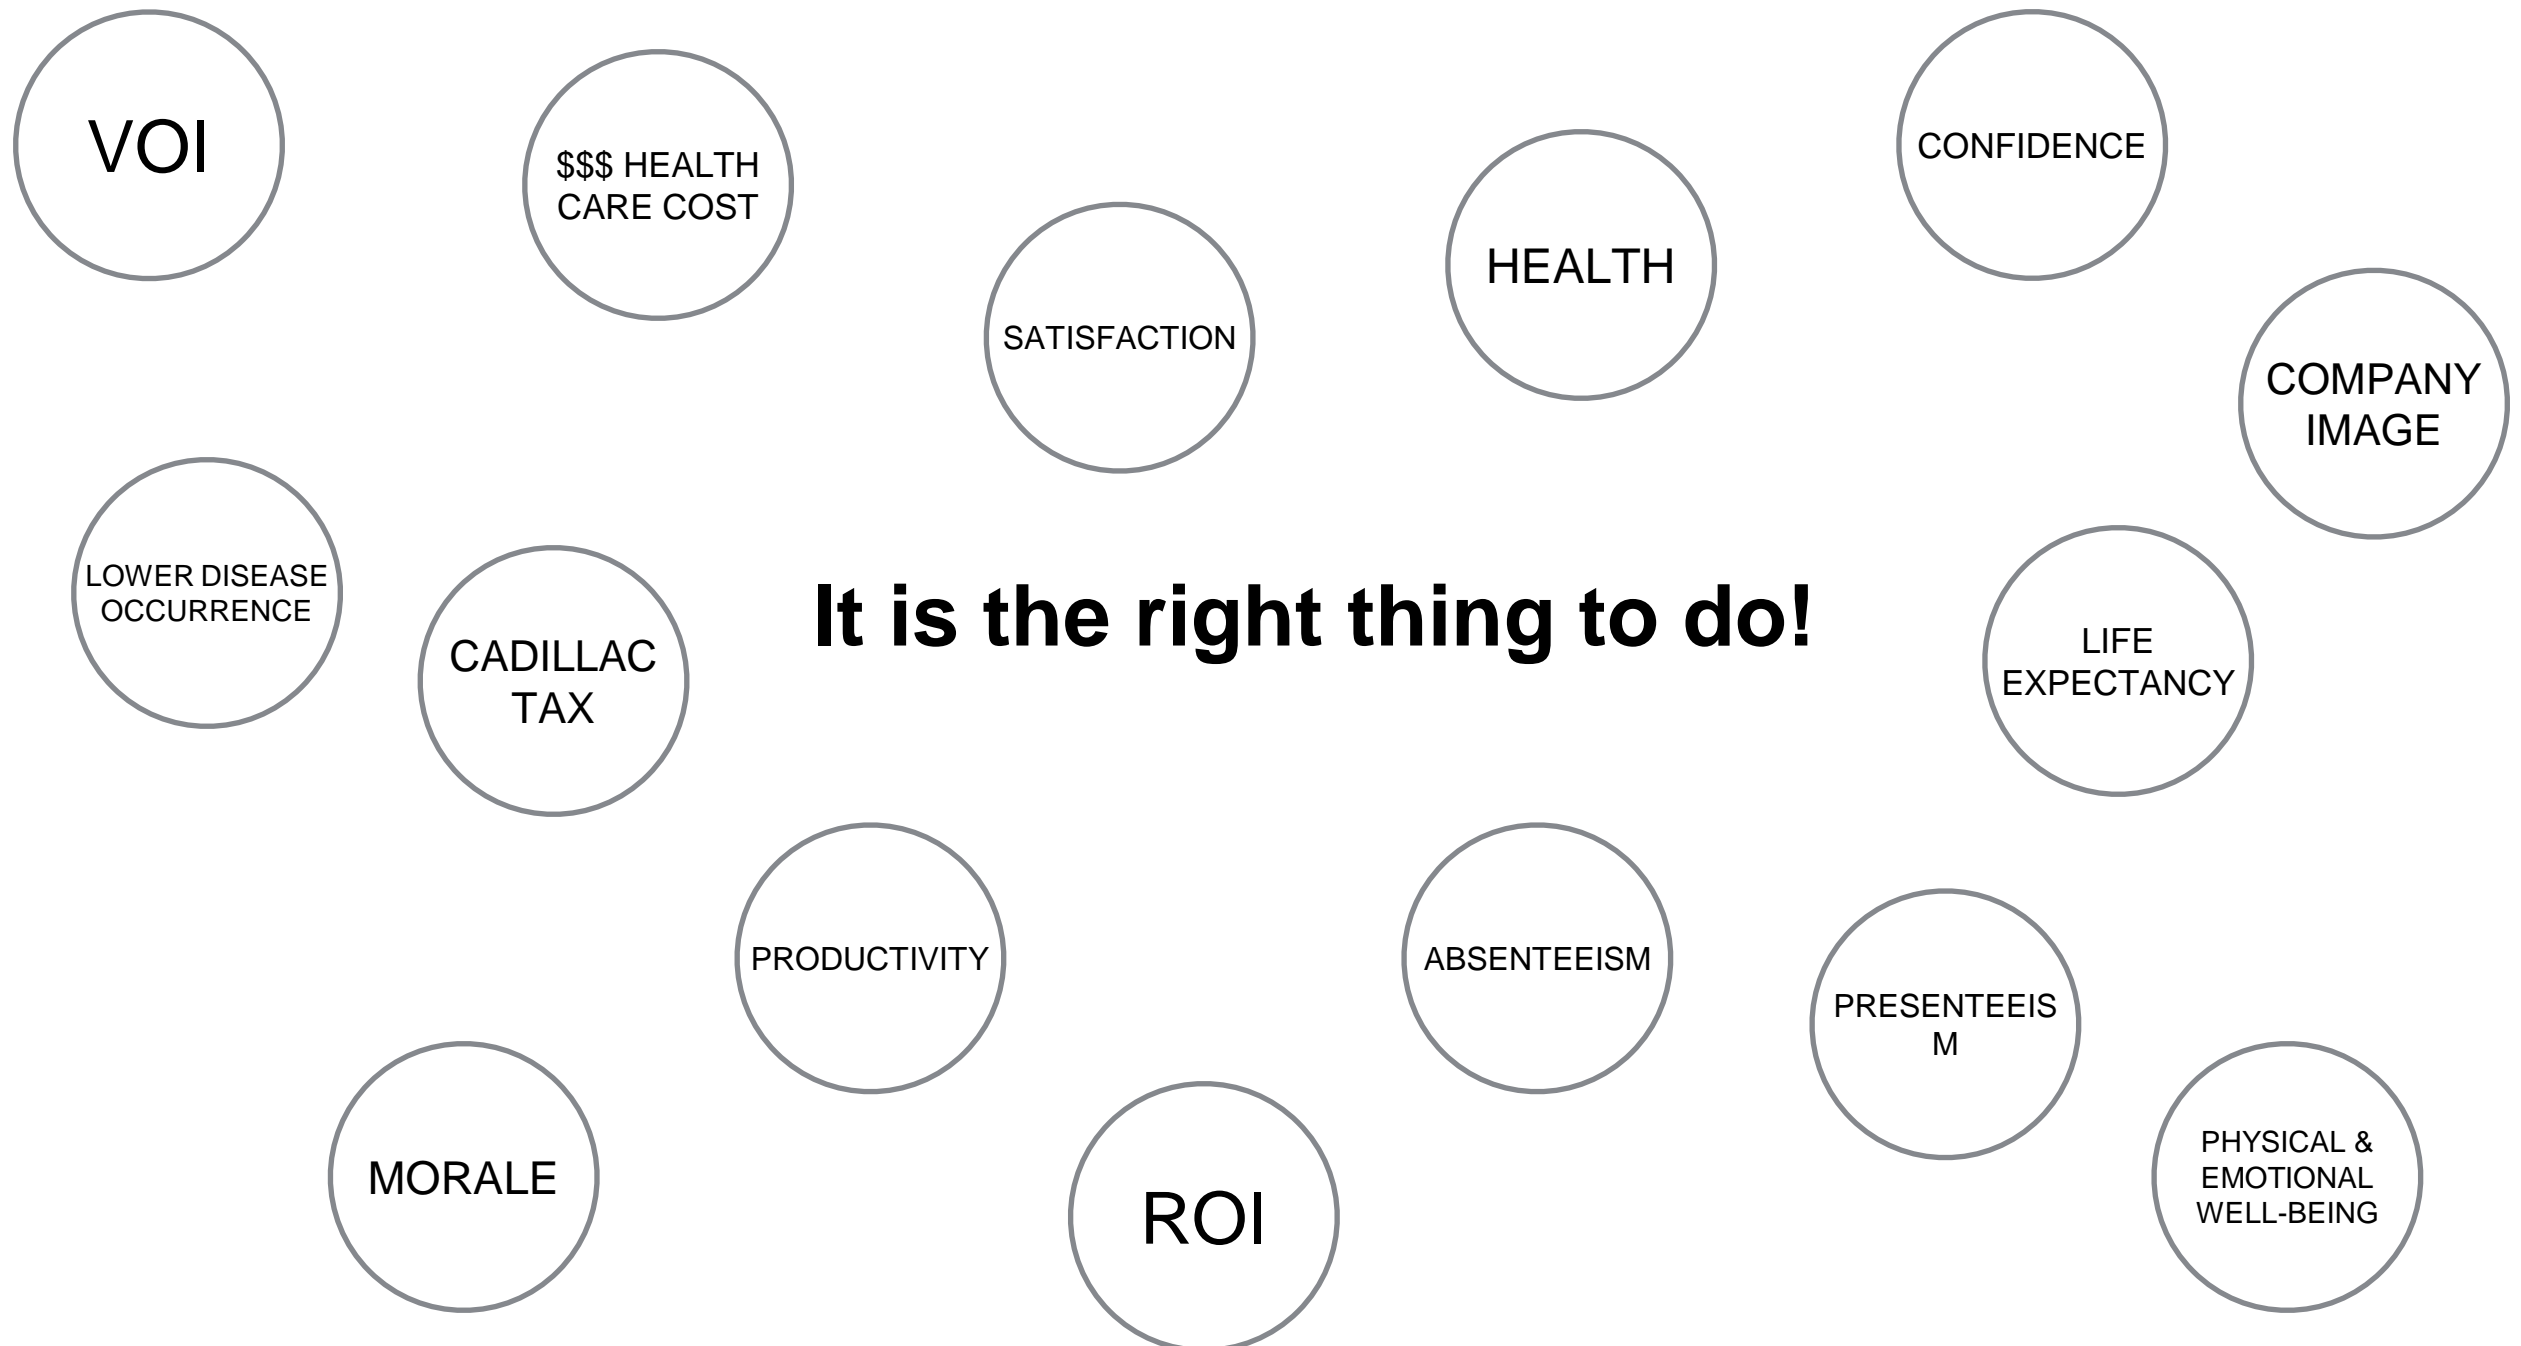 VOI
$$$ HEALTH
CARE COST
SATISFACTION
HEALTH
CONFIDENCE
COMPANY
IMAGE
LOWER DISEASE
OCCURRENCE
CADILLAC
TAX
It is the right thing to do!
LIFE
EXPECTANCY
PRODUCTIVITY
ABSENTEEISM
PRESENTEEIS
M
MORALE
ROI
PHYSICAL &
EMOTIONAL
WELL-BEING